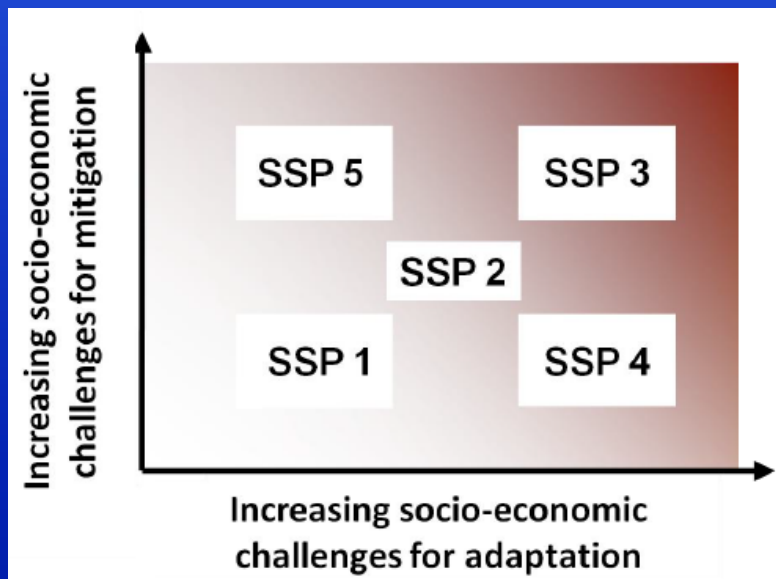 Increasing socio-economic
challenges for mitigation
SSP 5
SSP 3
SSP 2
SSP 1
SSP 4
Increasing socio-economic
challenges for adaptation